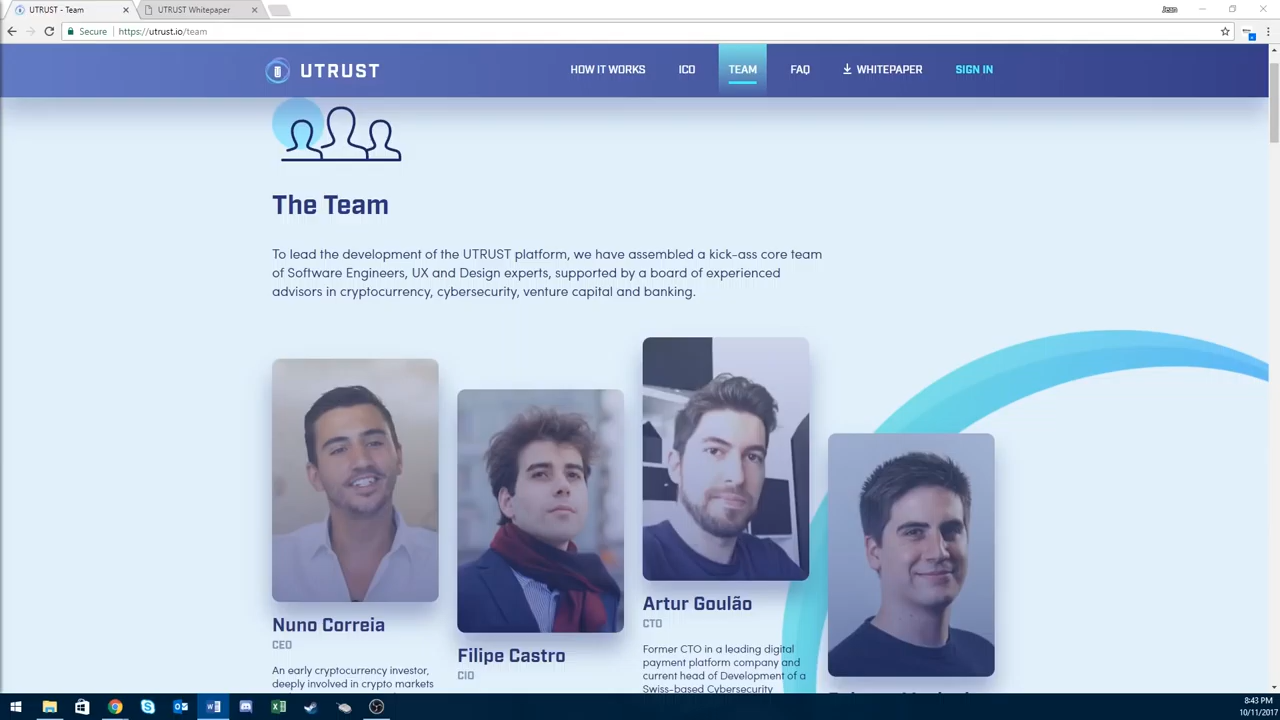 UTRUST - Team
UTRUST Whitepaper
Jean
Secure
https://utrust.io/team
UTRUST
HOW IT WORKS
ICO
TEAM
FAQ
WHITEPAPER
SIGN IN
The Team
To lead the development of the UTRUST platform, we have assembled a kick-ass core team
of Software Engineers, UX and Design experts, supported by a board of experienced
advisors in cryptocurrency, cybersecurity, venture capital and banking.
Nuno Correia
CEO
An early cryptocurrency investor,
deeply involved in crypto markets
Filipe Castro
CIO
Artur Goulão
CTO
Former CTO in a leading digital
payment platform company and
current head of Development of a
Swiss-based Cybersecurity
8:43 PM
10/11/2017